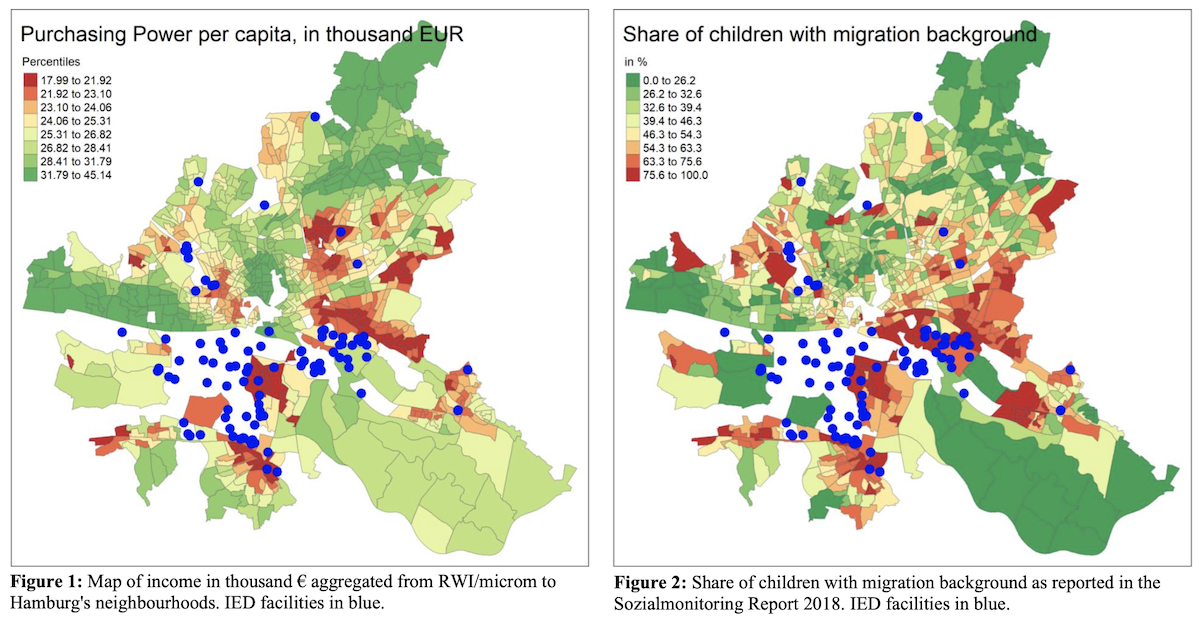 Purchasing Power per capita, in thousand EUR
Percentiles
17.99 to 21.92
21.92 to 23.10
23.10 to 24.06
24.06 to 25.31
25.31 to 26.82
26.82 to 28.41
28.41 to 31.79
31.79 to 45.14
Figure 1: Map of income in thousand € aggregated from RWI/microm to
Hamburg's neighbourhoods. IED facilities in blue.
Share of children with migration background
in %
0.0 to 26.2
26.2 to 32.6
32.6 to 39.4
39.4 to 46.3
46.3 to 54.3
54.3 to 63.3
63.3 to 75.6
75.6 to 100.0
Figure 2: Share of children with migration background as reported in the
Sozialmonitoring Report 2018. IED facilities in blue.